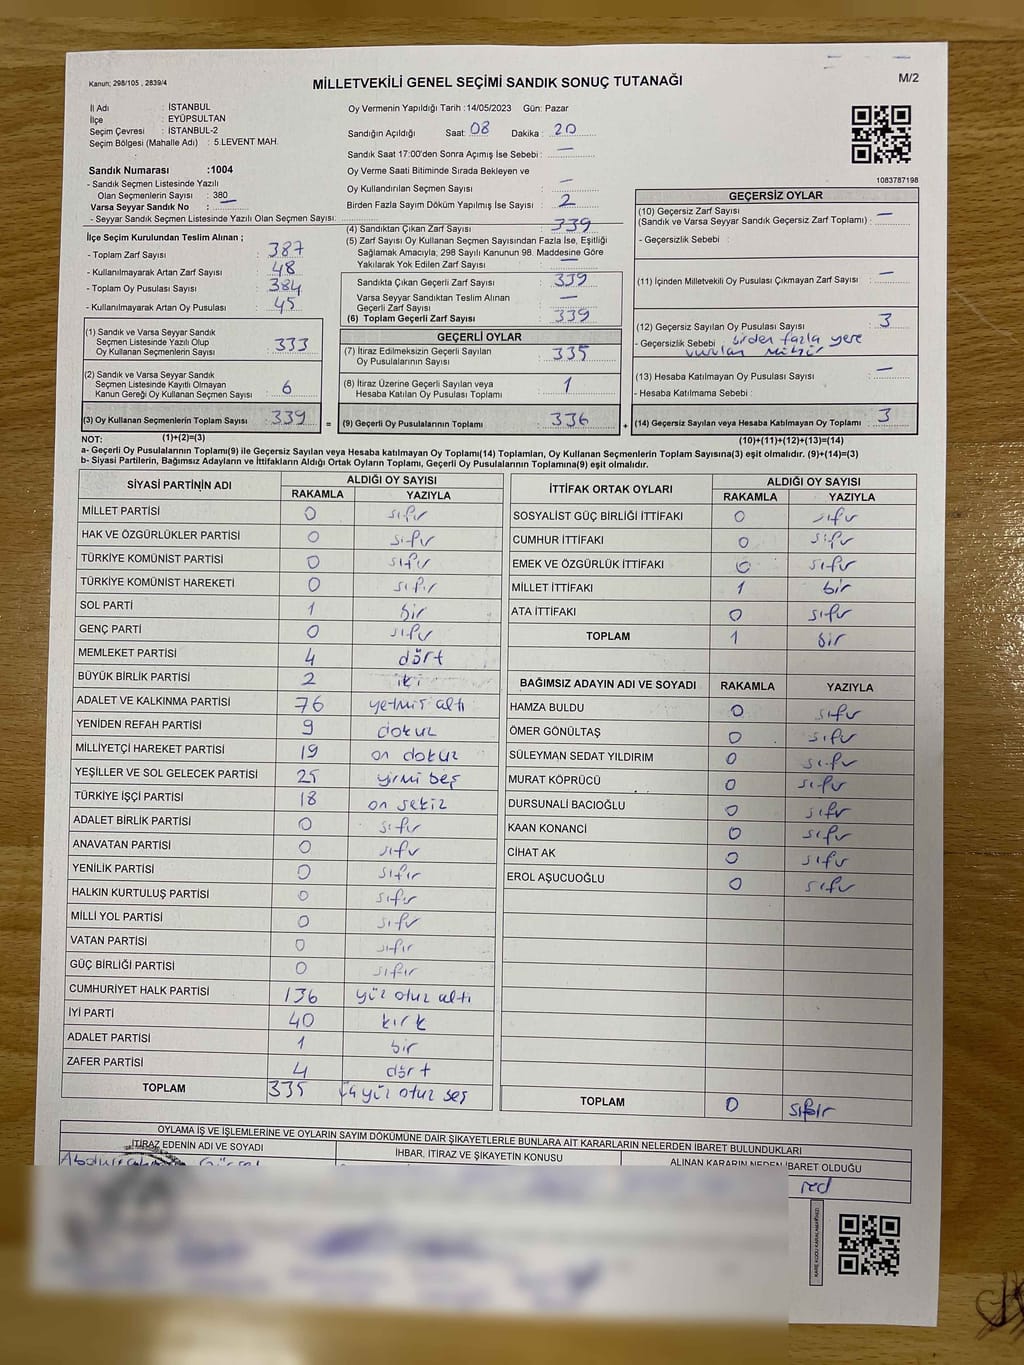 Kanun; 298/105 , 2839/4
MİLLETVEKİLİ GENEL SEÇİMİ SANDIK SONUÇ TUTANAĞI
M/2
İl Adı : İSTANBUL
İlçe : EYÜPSULTAN
Seçim Çevresi : İSTANBUL-2
Seçim Bölgesi (Mahalle Adı) : 5.LEVENT MAH.
Oy Vermenin Yapıldığı Tarih :14/05/2023 Gün: Pazar
Sandığın Açıldığı Saat: 08 Dakika : 20
Sandık Saat 17:00'den Sonra Açımış İse Sebebi : —
Oy Verme Saati Bitiminde Sırada Bekleyen ve
Oy Kullandırılan Seçmen Sayısı : —
Birden Fazla Sayım Döküm Yapılmış İse Sayısı : 2
1083787198
Sandık Numarası :1004
- Sandık Seçmen Listesinde Yazılı
Olan Seçmenlerin Sayısı : 380
Varsa Seyyar Sandık No : —
- Seyyar Sandık Seçmen Listesinde Yazılı Olan Seçmen Sayısı:
İlçe Seçim Kurulundan Teslim Alınan ;
- Toplam Zarf Sayısı : 387
- Kullanılmayarak Artan Zarf Sayısı : 48
- Toplam Oy Pusulası Sayısı : 384
- Kullanılmayarak Artan Oy Pusulası : 45
(1) Sandık ve Varsa Seyyar Sandık
Seçmen Listesinde Yazılı Olup
Oy Kullanan Seçmenlerin Sayısı : 333
(2) Sandık ve Varsa Seyyar Sandık
Seçmen Listesinde Kayıtlı Olmayan
Kanun Gereği Oy Kullanan Seçmen Sayısı : 6
(3) Oy Kullanan Seçmenlerin Toplam Sayısı : 339
(4) Sandıktan Çıkan Zarf Sayısı : 339
(5) Zarf Sayısı Oy Kullanan Seçmen Sayısından Fazla İse, Eşitliği
Sağlamak Amacıyla; 298 Sayılı Kanunun 98. Maddesine Göre
Yakılarak Yok Edilen Zarf Sayısı : —
Sandıkta Çıkan Geçerli Zarf Sayısı : 339
Varsa Seyyar Sandıktan Teslim Alınan
Geçerli Zarf Sayısı : —
(6) Toplam Geçerli Zarf Sayısı : 339
GEÇERLİ OYLAR
(7) İtiraz Edilmeksizin Geçerli Sayılan
Oy Pusulalarının Sayısı : 335
(8) İtiraz Üzerine Geçerli Sayılan veya
Hesaba Katılan Oy Pusulası Toplamı : 1
= (9) Geçerli Oy Pusulalarının Toplamı : 336
GEÇERSİZ OYLAR
(10) Geçersiz Zarf Sayısı
(Sandık ve Varsa Seyyar Sandık Geçersiz Zarf Toplamı) : —
- Geçersizlik Sebebi :
(11) İçinden Milletvekili Oy Pusulası Çıkmayan Zarf Sayısı : —
(12) Geçersiz Sayılan Oy Pusulası Sayısı : 3
- Geçersizlik Sebebi : birden fazla yere
vurulan mühür
(13) Hesaba Katılmayan Oy Pusulası Sayısı : —
- Hesaba Katılmama Sebebi :
+ (14) Geçersiz Sayılan veya Hesaba Katılmayan Oy Toplamı : 3
NOT: (1)+(2)=(3)
(10)+(11)+(12)+(13)=(14)
a- Geçerli Oy Pusulalarının Toplamı(9) ile Geçersiz Sayılan veya Hesaba katılmayan Oy Toplamı(14) Toplamları, Oy Kullanan Seçmenlerin Toplam Sayısına(3) eşit olmalıdır. (9)+(14)=(3)
b- Siyasi Partilerin, Bağımsız Adayların ve İttifakların Aldığı Ortak Oyların Toplamı, Geçerli Oy Pusulalarının Toplamına(9) eşit olmalıdır.
SİYASİ PARTİNİN ADI ALDIĞI OY SAYISI
RAKAMLA YAZIYLA
MİLLET PARTİSİ 0 sıfır
HAK VE ÖZGÜRLÜKLER PARTİSİ 0 sıfır
TÜRKİYE KOMÜNİST PARTİSİ 0 sıfır
TÜRKİYE KOMÜNİST HAREKETİ 0 sıfır
SOL PARTİ 1 bir
GENÇ PARTİ 0 sıfır
MEMLEKET PARTİSİ 4 dört
BÜYÜK BİRLİK PARTİSİ 2 iki
ADALET VE KALKINMA PARTİSİ 76 yetmiş altı
YENİDEN REFAH PARTİSİ 9 dokuz
MİLLİYETÇİ HAREKET PARTİSİ 19 on dokuz
YEŞİLLER VE SOL GELECEK PARTİSİ 25 yirmi beş
TÜRKİYE İŞÇİ PARTİSİ 18 on sekiz
ADALET BİRLİK PARTİSİ 0 sıfır
ANAVATAN PARTİSİ 0 sıfır
YENİLİK PARTİSİ 0 sıfır
HALKIN KURTULUŞ PARTİSİ 0 sıfır
MİLLİ YOL PARTİSİ 0 sıfır
VATAN PARTİSİ 0 sıfır
GÜÇ BİRLİĞİ PARTİSİ 0 sıfır
CUMHURİYET HALK PARTİSİ 136 yüz otuz altı
İYİ PARTİ 40 kırk
ADALET PARTİSİ 1 bir
ZAFER PARTİSİ 4 dört
TOPLAM 335 üçyüz otuz beş
İTTİFAK ORTAK OYLARI ALDIĞI OY SAYISI
RAKAMLA YAZIYLA
SOSYALİST GÜÇ BİRLİĞİ İTTİFAKI 0 sıfır
CUMHUR İTTİFAKI 0 sıfır
EMEK VE ÖZGÜRLÜK İTTİFAKI 0 sıfır
MİLLET İTTİFAKI 1 bir
ATA İTTİFAKI 0 sıfır
TOPLAM 1 bir
BAĞIMSIZ ADAYIN ADI VE SOYADI RAKAMLA YAZIYLA
HAMZA BULDU 0 sıfır
ÖMER GÖNÜLTAŞ 0 sıfır
SÜLEYMAN SEDAT YILDIRIM 0 sıfır
MURAT KÖPRÜCÜ 0 sıfır
DURSUNALİ BACIOĞLU 0 sıfır
KAAN KONANCİ 0 sıfır
CİHAT AK 0 sıfır
EROL AŞUCUOĞLU 0 sıfır
TOPLAM 0 sıfır
OYLAMA İŞ VE İŞLEMLERİNE VE OYLARIN SAYIM DÖKÜMÜNE DAİR ŞİKAYETLERLE BUNLARA AİT KARARLARIN NELERDEN İBARET BULUNDUKLARI
İTİRAZ EDENİN ADI VE SOYADI İHBAR, İTİRAZ VE ŞİKAYETİN KONUSU ALINAN KARARIN NEDEN İBARET OLDUĞU
red